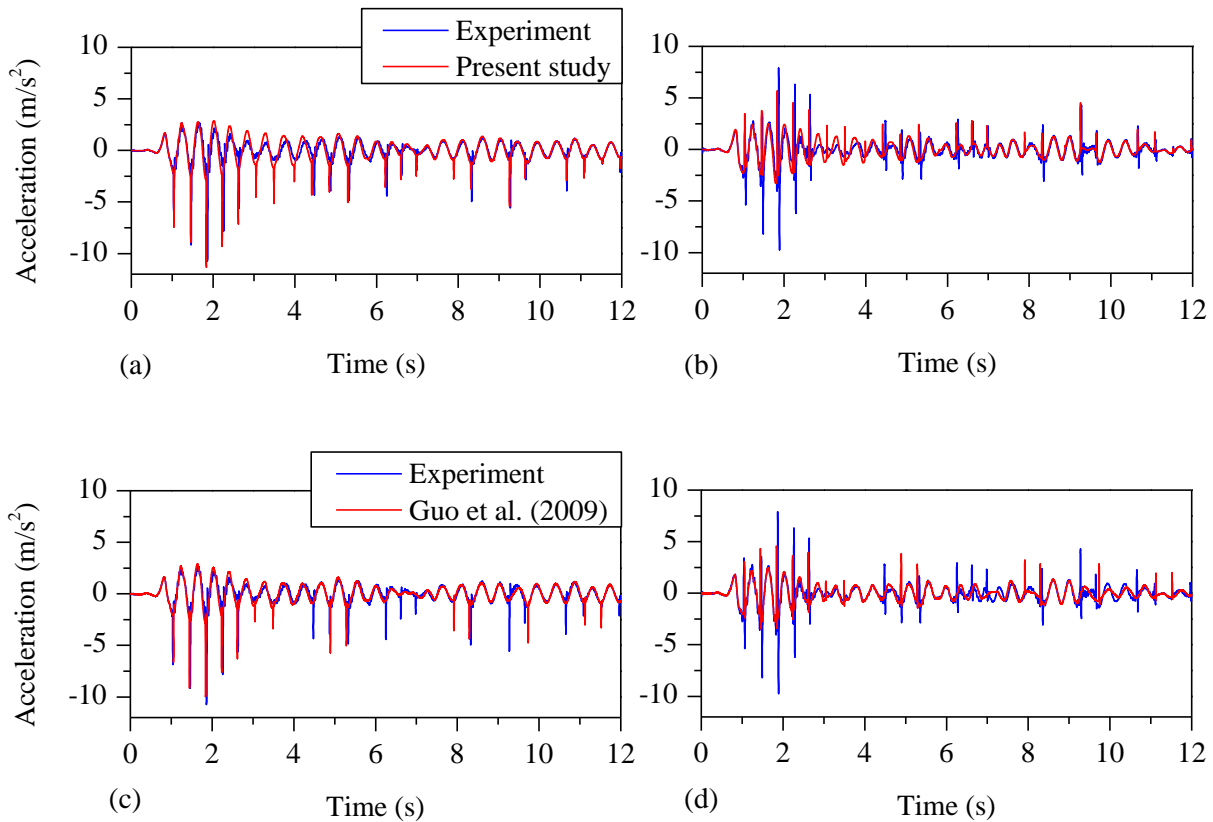 Experiment
Present study
Acceleration (m/s²)
10
5
0
-5
-10
0 2 4 6 8 10 12
Time (s)
(a)
10
5
0
-5
-10
0 2 4 6 8 10 12
Time (s)
(b)
Experiment
Guo et al. (2009)
Acceleration (m/s²)
10
5
0
-5
-10
0 2 4 6 8 10 12
Time (s)
(c)
10
5
0
-5
-10
0 2 4 6 8 10 12
Time (s)
(d)